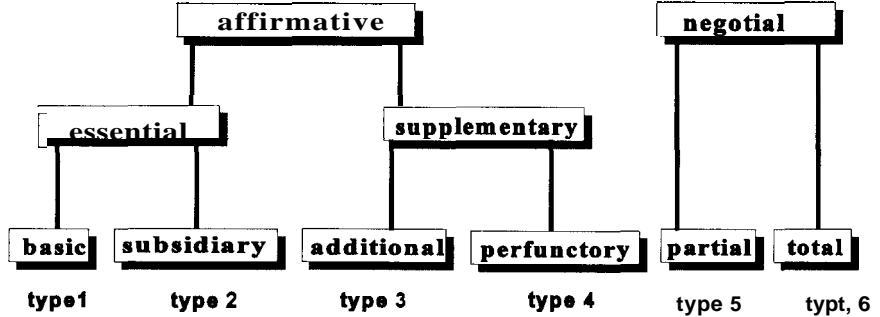 affirmative negotial
essential supplementary
basic subsidiary additional perfunctory partial total
type1 type 2 type 3 type 4 type 5 typt, 6